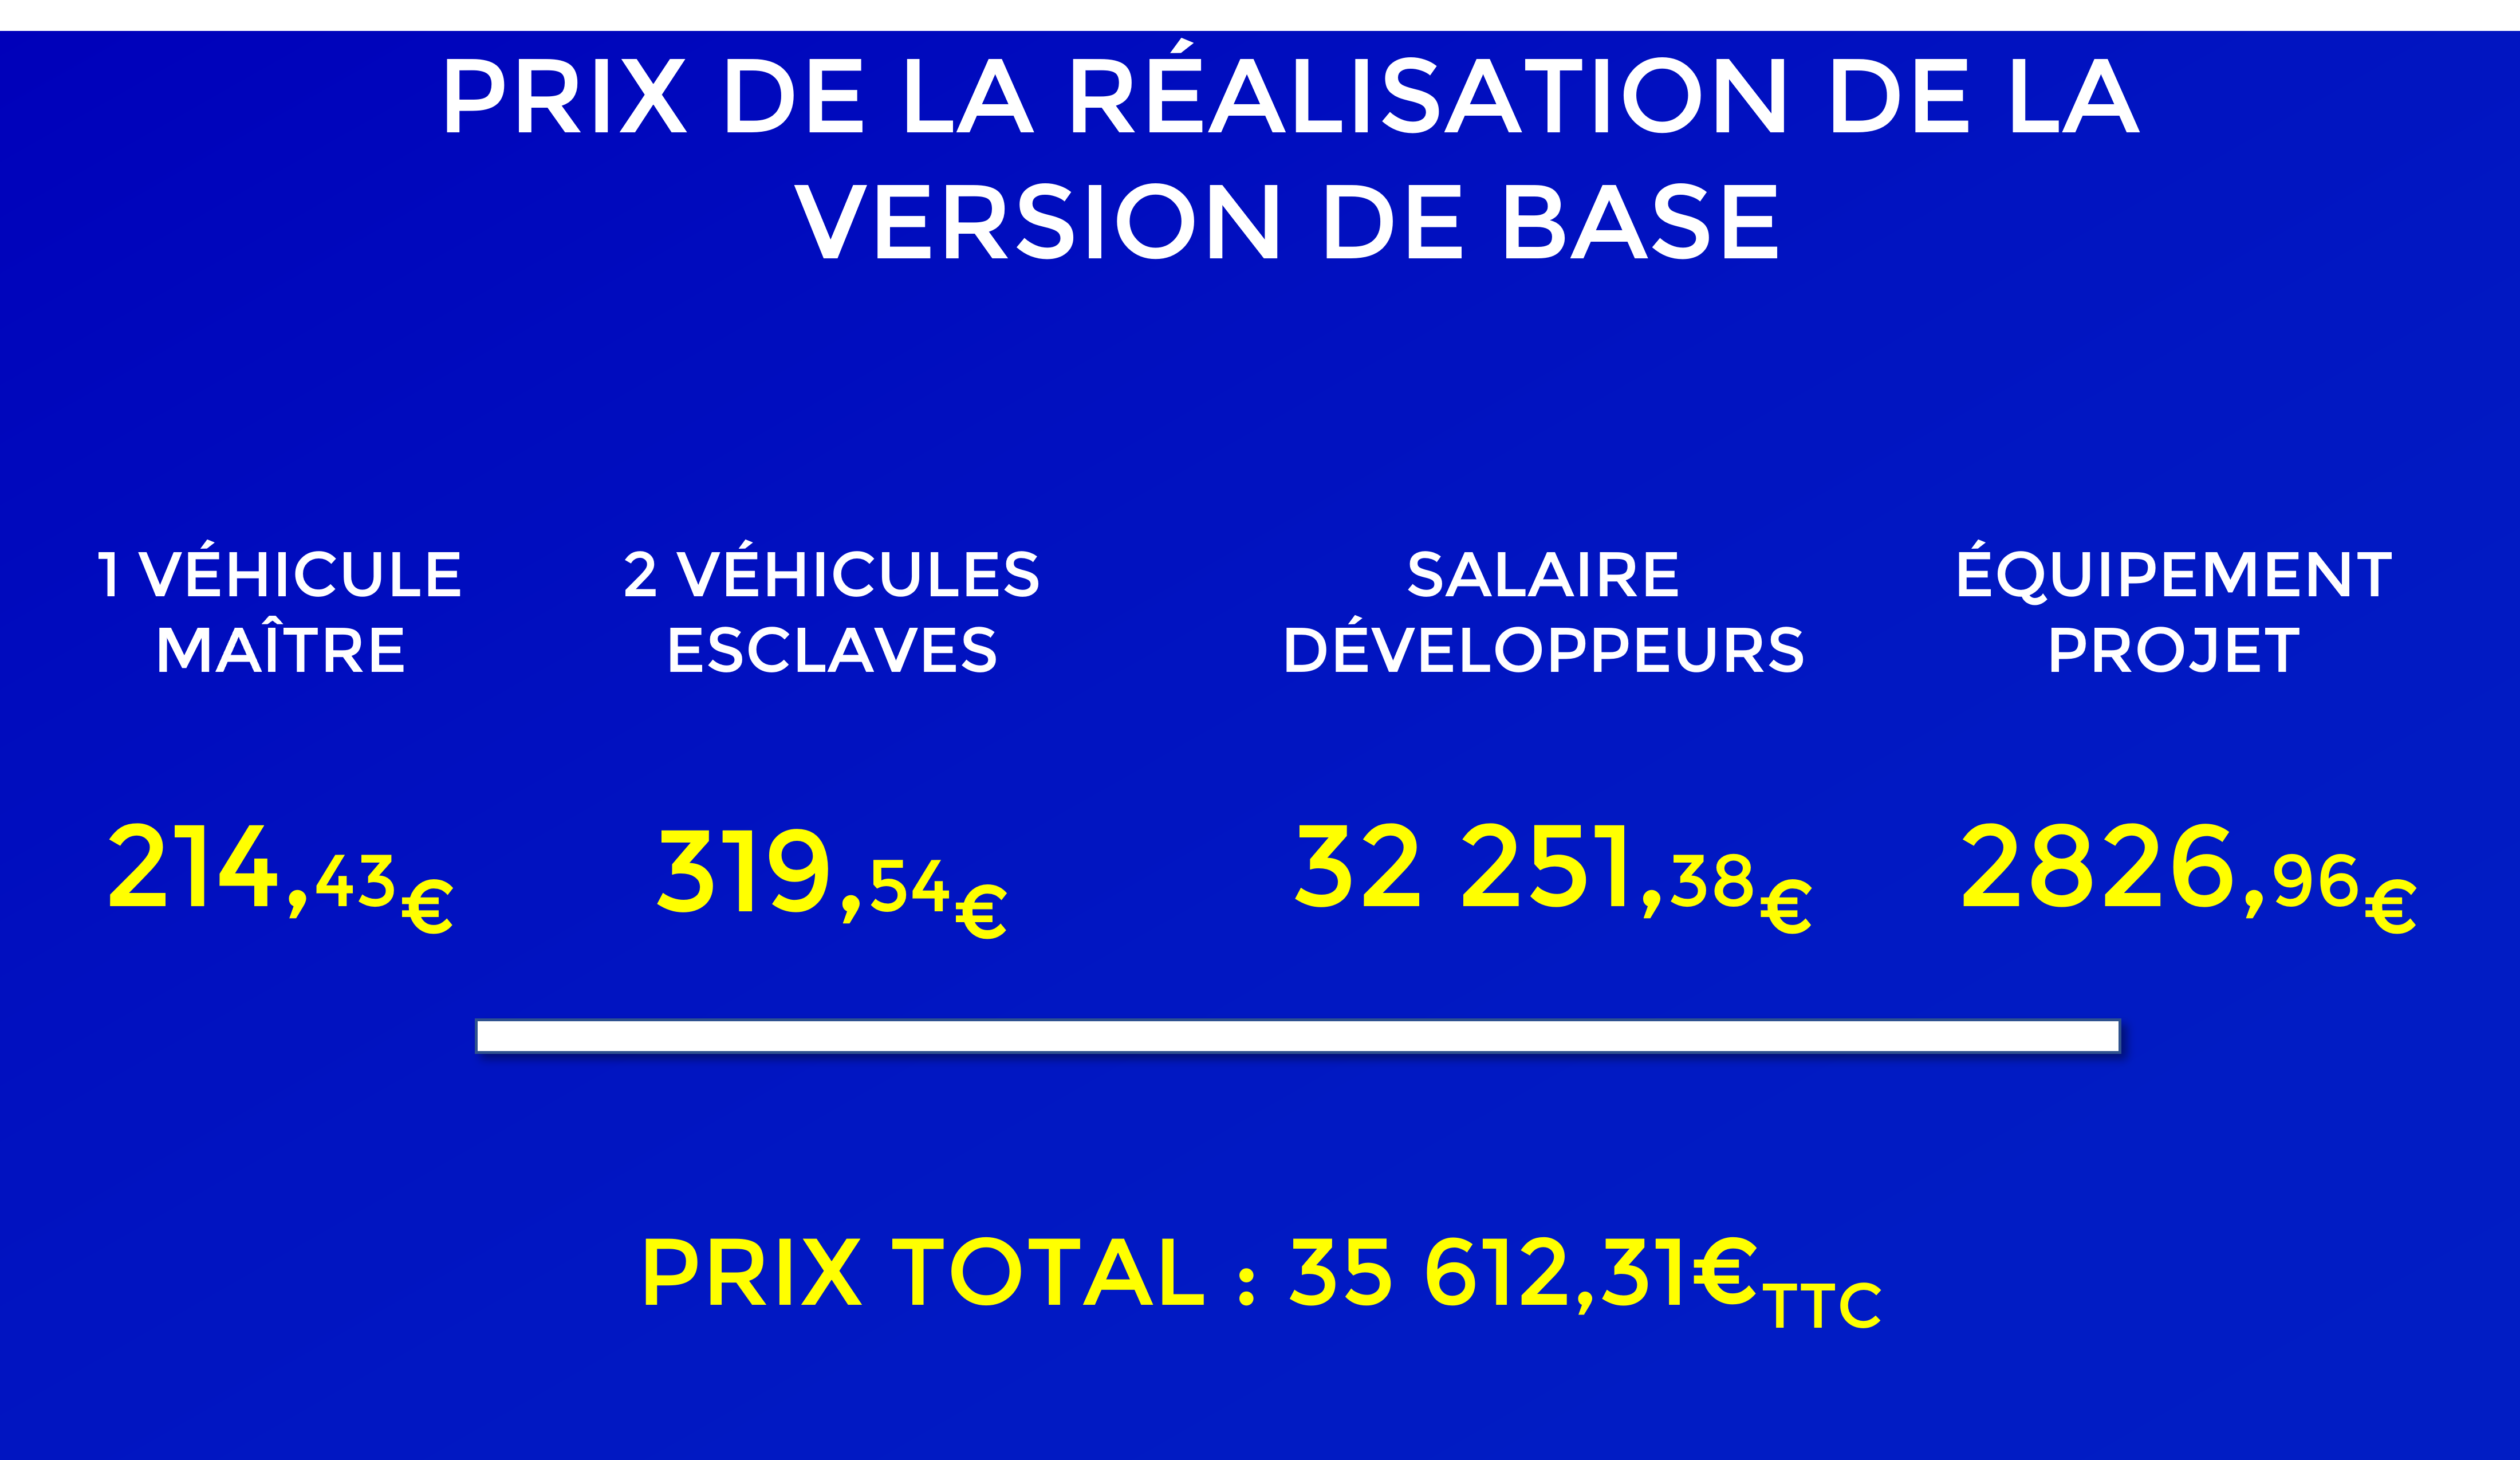 PRIX DE LA RÉALISATION DE LA
VERSION DE BASE
1 VÉHICULE
MAÎTRE
2 VÉHICULES
ESCLAVES
SALAIRE
DÉVELOPPEURS
ÉQUIPEMENT
PROJET
214,43€
319,54€
32 251,38€
2826,96€
PRIX TOTAL : 35 612,31€TTC